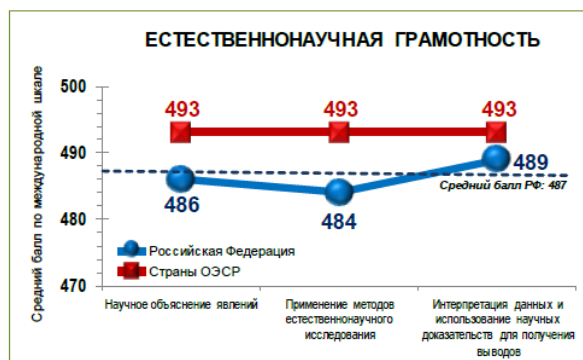 ЕСТЕСТВЕННОНАУЧНАЯ ГРАМОТНОСТЬ
Средний балл по международной шкале
500
490
480
470
493
493
493
486
484
489
Средний балл РФ: 487
Российская Федерация
Страны ОЭСР
Научное объяснение явлений
Применение методов
естественнонаучного
исследования
Интерпретация данных и
использование научных
доказательств для получения
выводов